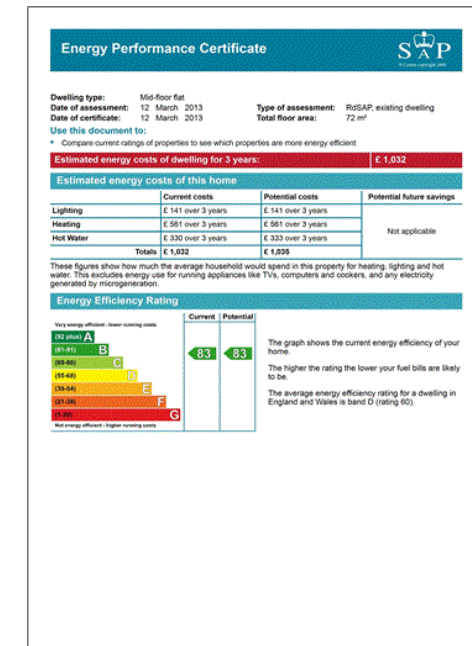 Energy Performance Certificate
SAP
© Crown copyright 2009
Dwelling type: Mid-floor flat
Date of assessment: 12 March 2013 Type of assessment: RdSAP, existing dwelling
Date of certificate: 12 March 2013 Total floor area: 72 m²
Use this document to:
• Compare current ratings of properties to see which properties are more energy efficient
Estimated energy costs of dwelling for 3 years: £ 1,032
Estimated energy costs of this home
Current costs Potential costs Potential future savings
Lighting £ 141 over 3 years £ 141 over 3 years
Heating £ 561 over 3 years £ 561 over 3 years
Not applicable
Hot Water £ 330 over 3 years £ 333 over 3 years
Totals £ 1,032 £ 1,035
These figures show how much the average household would spend in this property for heating, lighting and hot
water. This excludes energy use for running appliances like TVs, computers and cookers, and any electricity
generated by microgeneration.
Energy Efficiency Rating
Current Potential
Very energy efficient - lower running costs
(92 plus) A
(81-91) B
83 83
(69-80) C
(55-68) D
(39-54) E
(21-38) F
(1-20) G
Not energy efficient - higher running costs
The graph shows the current energy efficiency of your
home.
The higher the rating the lower your fuel bills are likely
to be.
The average energy efficiency rating for a dwelling in
England and Wales is band D (rating 60).